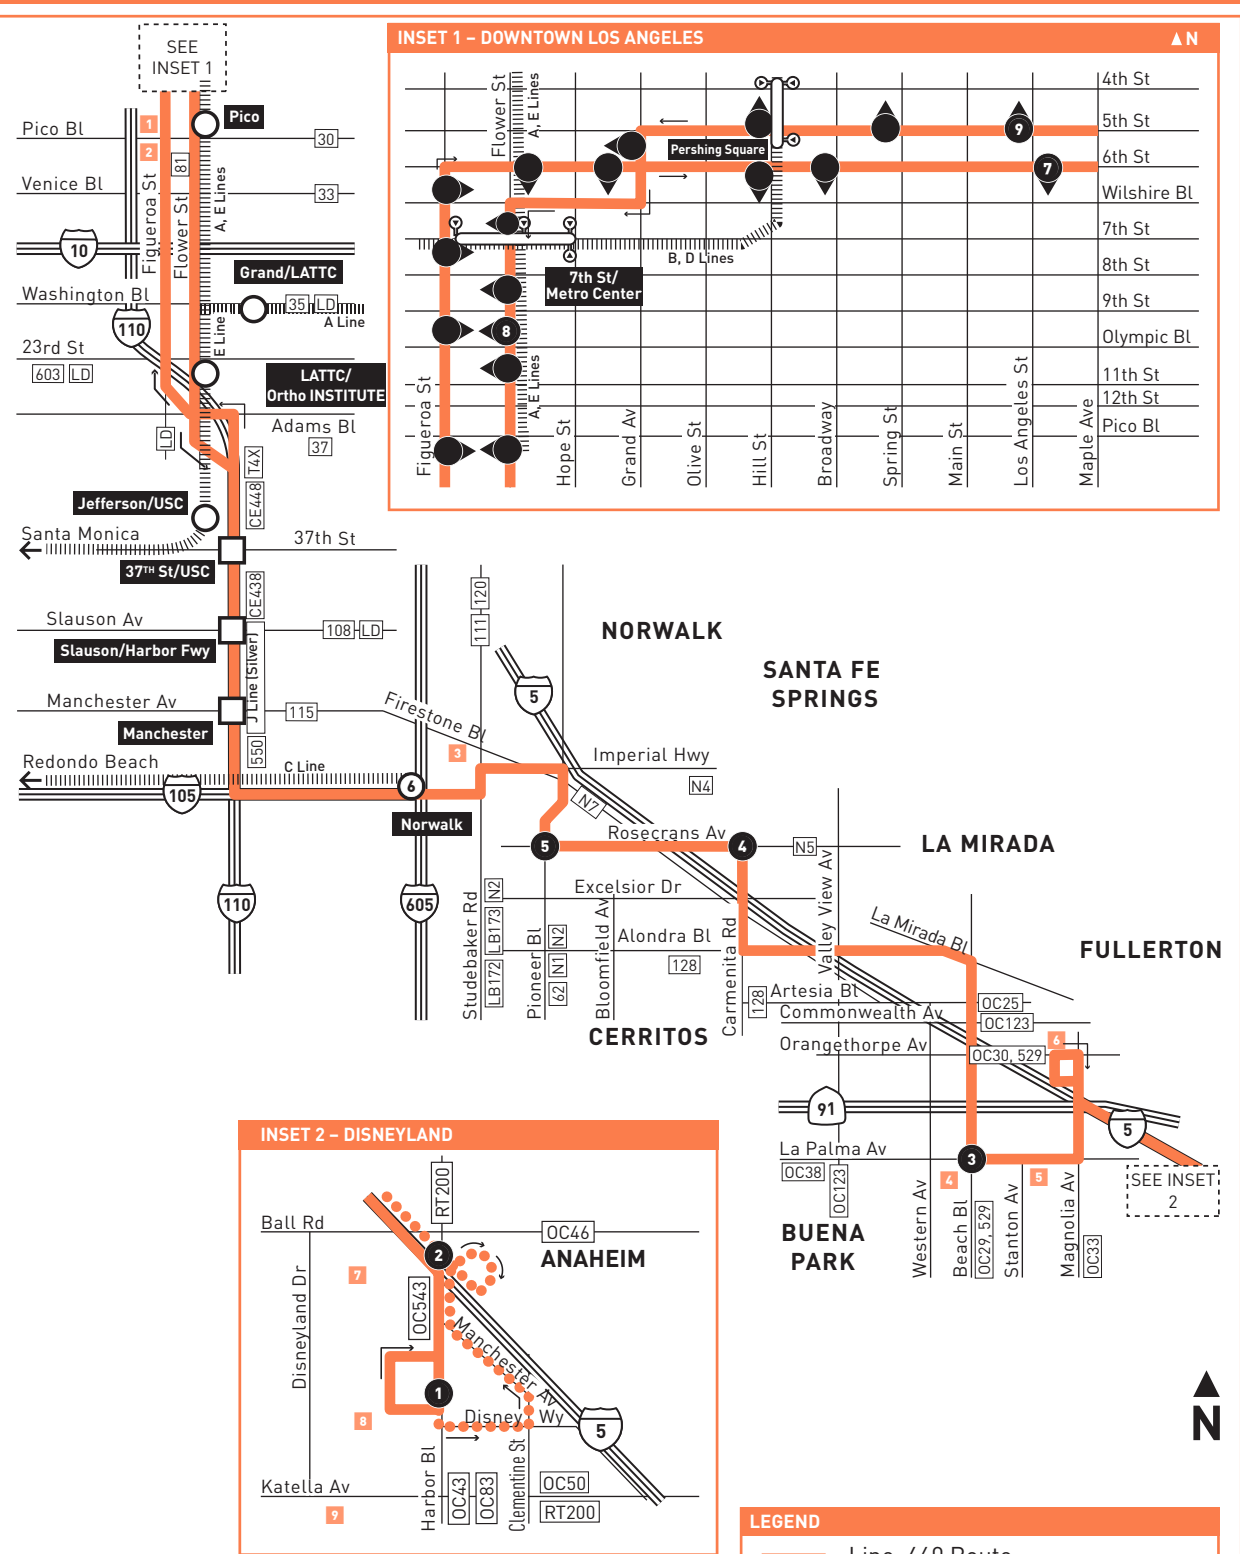 SEE
INSET 1
INSET 1 – DOWNTOWN LOS ANGELES
N
4th St
5th St
6th St
Wilshire Bl
7th St
8th St
9th St
Olympic Bl
11th St
12th St
Pico Bl
Flower St
A, E Lines
Pershing Square
9
7
B, D Lines
7th St/
Metro Center
8
A, E Lines
Figueroa St
Hope St
Grand Av
Olive St
Hill St
Broadway
Spring St
Main St
Los Angeles St
Maple Ave
1
Pico
Pico Bl
30
2
81
Venice Bl
33
Figueroa St
Flower St
A, E Lines
10
Grand/LATTC
Washington Bl
35
LD
A Line
110
E Line
23rd St
603
LD
LATTC/
Ortho INSTITUTE
Adams Bl
37
LD
T4X
CE448
Jefferson/USC
Santa Monica
37th St
37TH St/USC
CE438
Slauson Av
108
LD
Slauson/Harbor Fwy
J Line (Silver)
Manchester Av
115
Manchester
550
Redondo Beach
C Line
105
6
Norwalk
110
605
120
111
NORWALK
SANTA FE
SPRINGS
5
Firestone Bl
3
Imperial Hwy
N4
N7
5
Rosecrans Av
4
N5
LA MIRADA
Excelsior Dr
Alondra Bl
128
Studebaker Rd
N2
LB173
LB172
Pioneer Bl
N2
N1
62
Bloomfield Av
Carmenita Rd
128
Valley View Av
La Mirada Bl
FULLERTON
CERRITOS
Artesia Bl
OC25
Commonwealth Av
OC123
Orangethorpe Av
OC30, 529
6
91
5
La Palma Av
OC38
OC123
3
4
5
SEE INSET
2
BUENA
PARK
Western Av
Beach Bl
OC29, 529
Stanton Av
Magnolia Av
OC33
INSET 2 – DISNEYLAND
RT200
Ball Rd
OC46
ANAHEIM
2
7
Disneyland Dr
OC543
Manchester Av
1
8
Disney Wy
5
Harbor Bl
Clementine St
Katella Av
OC43
OC83
OC50
RT200
9
N
LEGEND